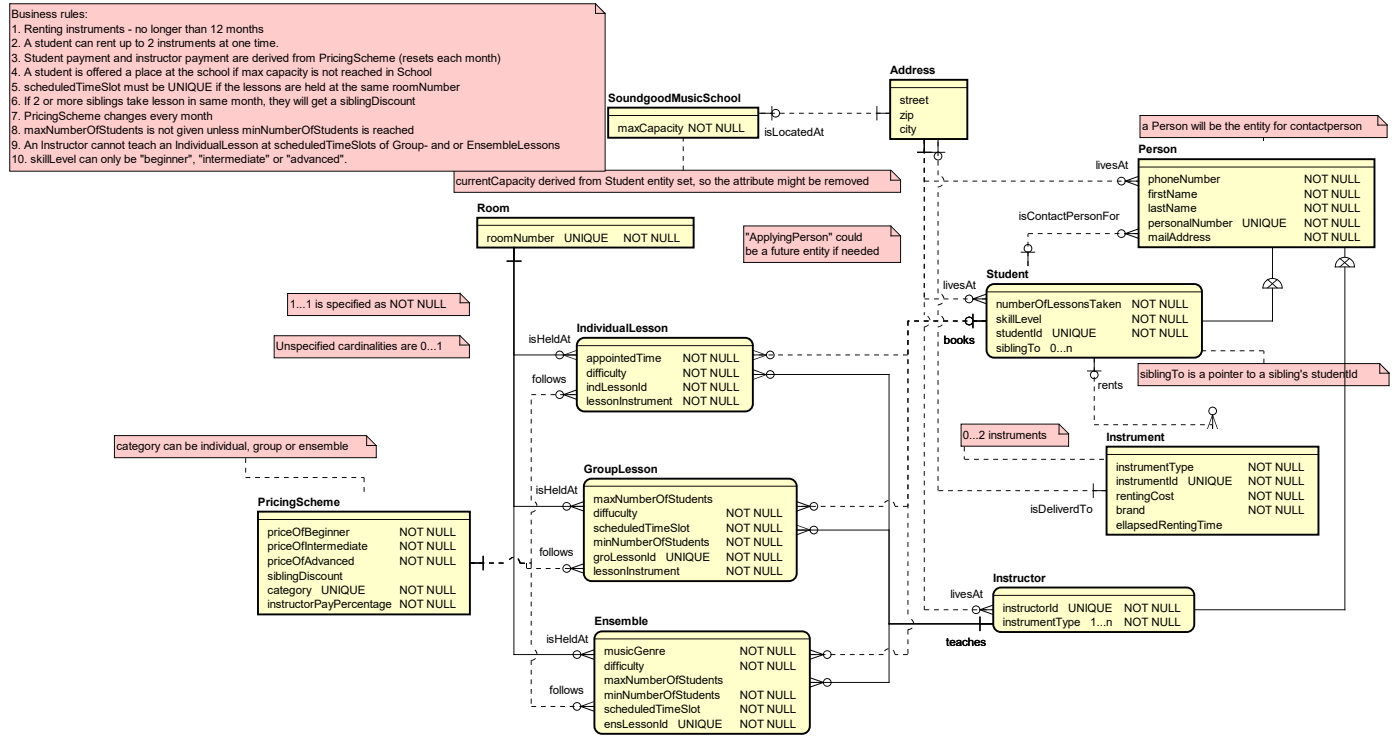 Business rules:
1. Renting instruments - no longer than 12 months
2. A student can rent up to 2 instruments at one time.
3. Student payment and instructor payment are derived from PricingScheme (resets each month)
4. A student is offered a place at the school if max capacity is not reached in School
5. scheduledTimeSlot must be UNIQUE if the lessons are held at the same roomNumber
6. If 2 or more siblings take lesson in same month, they will get a siblingDiscount
7. PricingScheme changes every month
8. maxNumberOfStudents is not given unless minNumberOfStudents is reached
9. An Instructor cannot teach an IndividualLesson at scheduledTimeSlots of Group- and or EnsembleLessons
10. skillLevel can only be "beginner", "intermediate" or "advanced".
SoundgoodMusicSchool
maxCapacity NOT NULL
isLocatedAt
Address
street
zip
city
currentCapacity derived from Student entity set, so the attribute might be removed
a Person will be the entity for contactperson
Person
phoneNumber NOT NULL
firstName NOT NULL
lastName NOT NULL
personalNumber UNIQUE NOT NULL
mailAddress NOT NULL
livesAt
isContactPersonFor
Room
roomNumber UNIQUE NOT NULL
"ApplyingPerson" could
be a future entity if needed
Student
numberOfLessonsTaken NOT NULL
skillLevel NOT NULL
studentId UNIQUE NOT NULL
siblingTo 0...n
livesAt
books
rents
siblingTo is a pointer to a sibling's studentId
1...1 is specified as NOT NULL
Unspecified cardinalities are 0...1
IndividualLesson
appointedTime NOT NULL
difficulty NOT NULL
indLessonId NOT NULL
lessonInstrument NOT NULL
isHeldAt
follows
0...2 instruments
Instrument
instrumentType NOT NULL
instrumentId UNIQUE NOT NULL
rentingCost NOT NULL
brand NOT NULL
ellapsedRentingTime
isDeliverdTo
category can be individual, group or ensemble
PricingScheme
priceOfBeginner NOT NULL
priceOfIntermediate NOT NULL
priceOfAdvanced NOT NULL
siblingDiscount
category UNIQUE NOT NULL
instructorPayPercentage NOT NULL
GroupLesson
maxNumberOfStudents
diffuculty NOT NULL
scheduledTimeSlot NOT NULL
minNumberOfStudents NOT NULL
groLessonId UNIQUE NOT NULL
lessonInstrument NOT NULL
isHeldAt
follows
Instructor
instructorId UNIQUE NOT NULL
instrumentType 1...n NOT NULL
livesAt
teaches
Ensemble
musicGenre NOT NULL
difficulty NOT NULL
maxNumberOfStudents
minNumberOfStudents NOT NULL
scheduledTimeSlot NOT NULL
ensLessonId UNIQUE NOT NULL
isHeldAt
follows